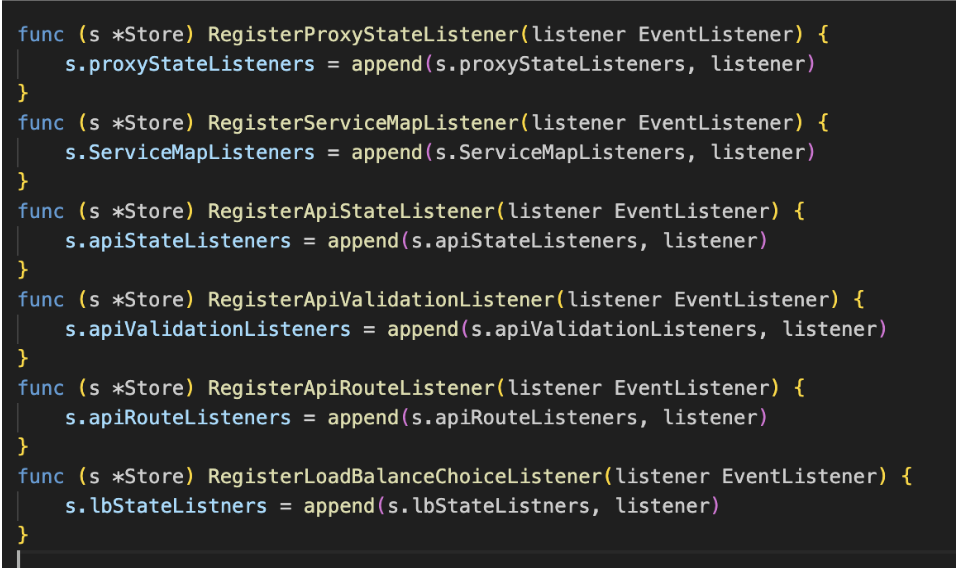 func (s *Store) RegisterProxyStateListener(listener EventListener) {
    s.proxyStateListeners = append(s.proxyStateListeners, listener)
}
func (s *Store) RegisterServiceMapListener(listener EventListener) {
    s.ServiceMapListeners = append(s.ServiceMapListeners, listener)
}
func (s *Store) RegisterApiStateListener(listener EventListener) {
    s.apiStateListeners = append(s.apiStateListeners, listener)
}
func (s *Store) RegisterApiValidationListener(listener EventListener) {
    s.apiValidationListeners = append(s.apiValidationListeners, listener)
}
func (s *Store) RegisterApiRouteListener(listener EventListener) {
    s.apiRouteListeners = append(s.apiRouteListeners, listener)
}
func (s *Store) RegisterLoadBalanceChoiceListener(listener EventListener) {
    s.lbStateListners = append(s.lbStateListners, listener)
}